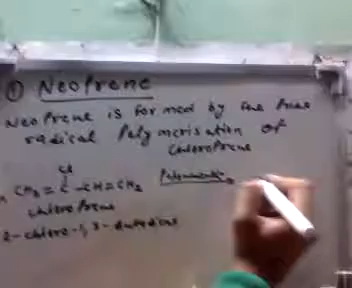 ① Neoprene
Neoprene is formed by the free
radical Polymerisation of
chloroprene
Cl
n CH2 = C - CH = CH2 Polymerisation
chloroprene
2-chloro-1,3-butadiene